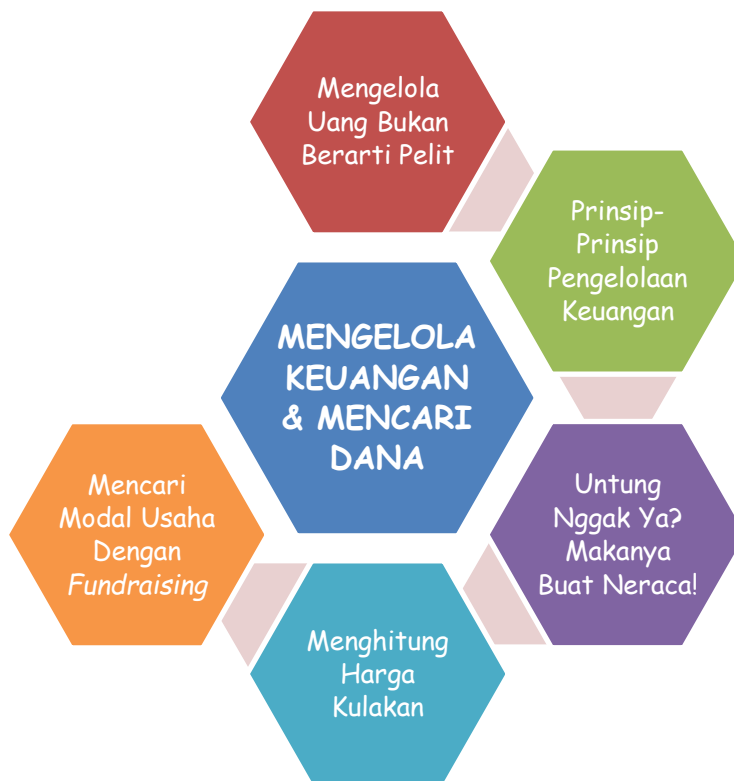 Mengelola
Uang Bukan
Berarti Pelit
Prinsip-
Prinsip
Pengelolaan
Keuangan
MENGELOLA
KEUANGAN
& MENCARI
DANA
Untung
Nggak Ya?
Makanya
Buat Neraca!
Menghitung
Harga
Kulakan
Mencari
Modal Usaha
Dengan
Fundraising